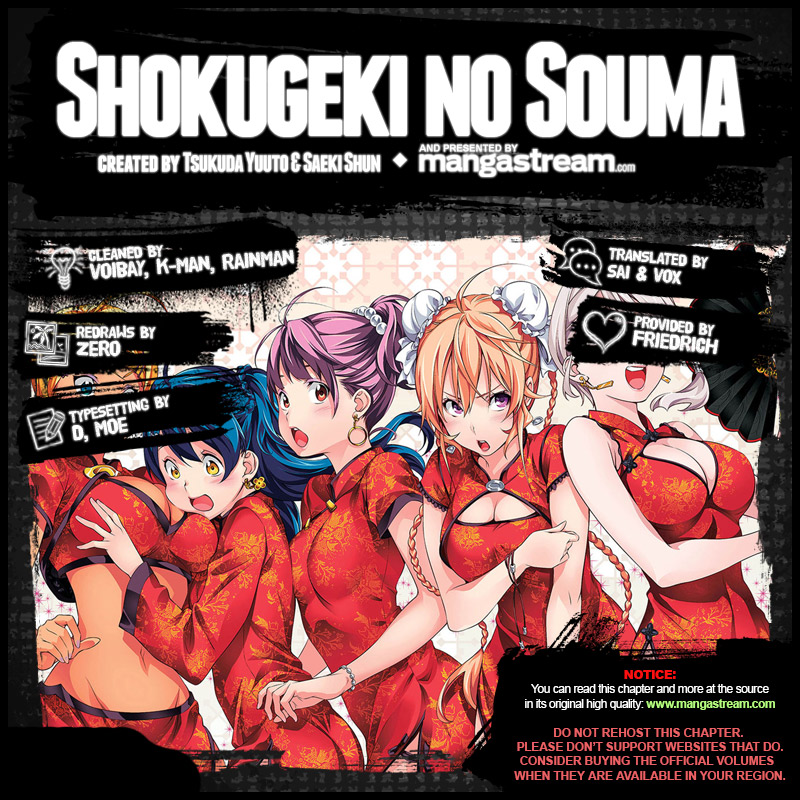 SHOKUGEKI NO SOUMA
CREATED BY TSUKUDA YUUTO & SAEKI SHUN ◆ AND PRESENTED BY mangastream.com
CLEANED BY
VOIBAY, K-MAN, RAINMAN
TRANSLATED BY
SAI & VOX
REDRAWS BY
ZERO
PROVIDED BY
FRIEDRICH
TYPESETTING BY
D, MOE
NOTICE:
You can read this chapter and more at the source
in its original high quality: www.mangastream.com
DO NOT REHOST THIS CHAPTER.
PLEASE DON'T SUPPORT WEBSITES THAT DO.
CONSIDER BUYING THE OFFICIAL VOLUMES
WHEN THEY ARE AVAILABLE IN YOUR REGION.